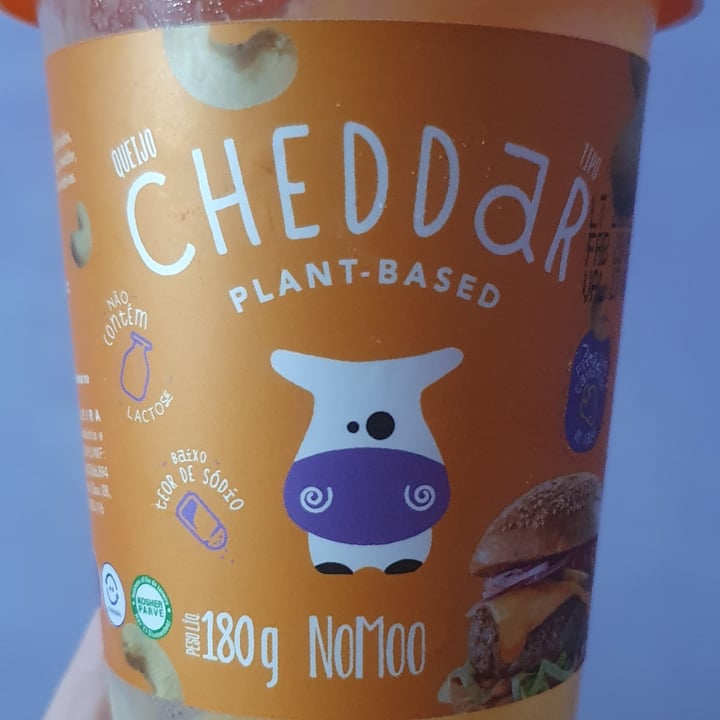 QUEIJO
CHEDDAR
TIPO
PLANT-BASED
NÃO
CONTÉM
LACTOSE
BAIXO
TEOR DE SÓDIO
KOSHER
PARVE
PESO LÍQ.
180g
NoMoo